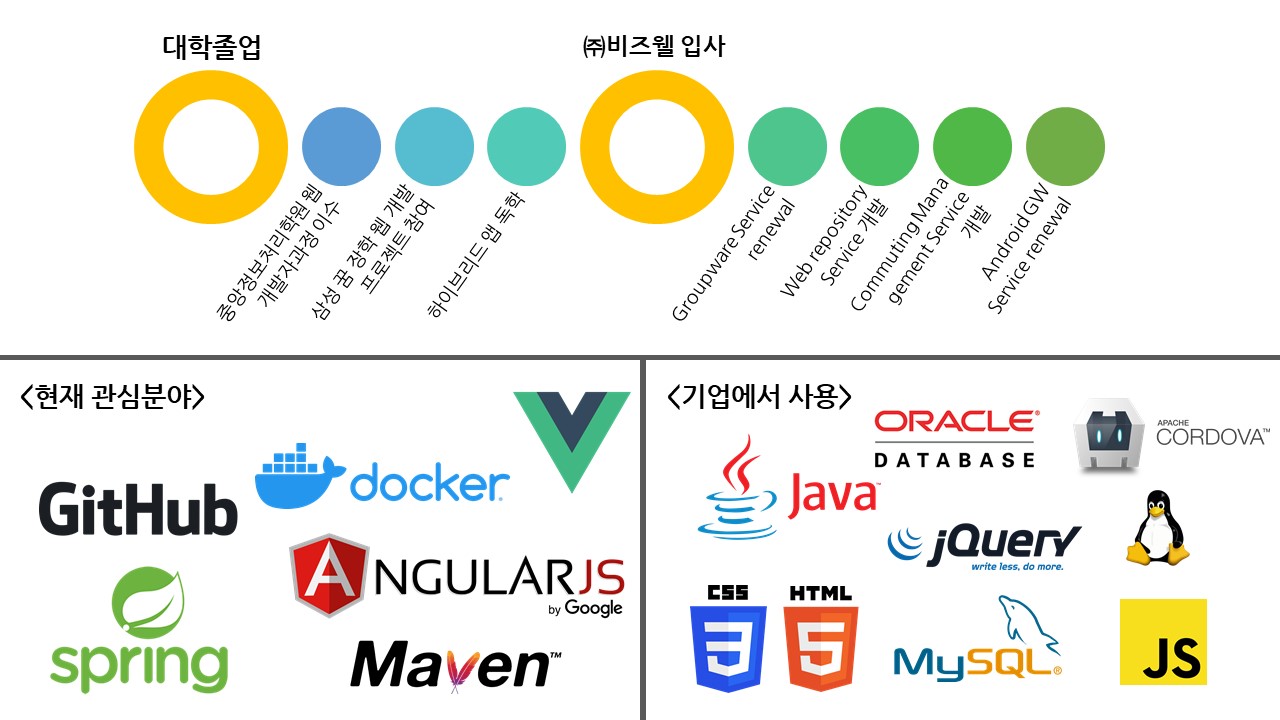 대학졸업
㈜비즈웰 입사
중앙정보처리학원 웹
개발자과정 이수
삼성 꿈 장학 웹 개발
프로젝트 참여
하이브리드 앱 독학
Groupware Service
renewal
Web repository
Service 개발
Commuting Mana
gement Service
개발
Android GW
Service renewal
<현재 관심분야>
GitHub
docker
ANGULARJS
by Google
spring
Maven™
<기업에서 사용>
ORACLE®
DATABASE
APACHE
CORDOVA™
Java™
jQuery
write less, do more.
CSS
3
HTML
5
MySQL®
JS